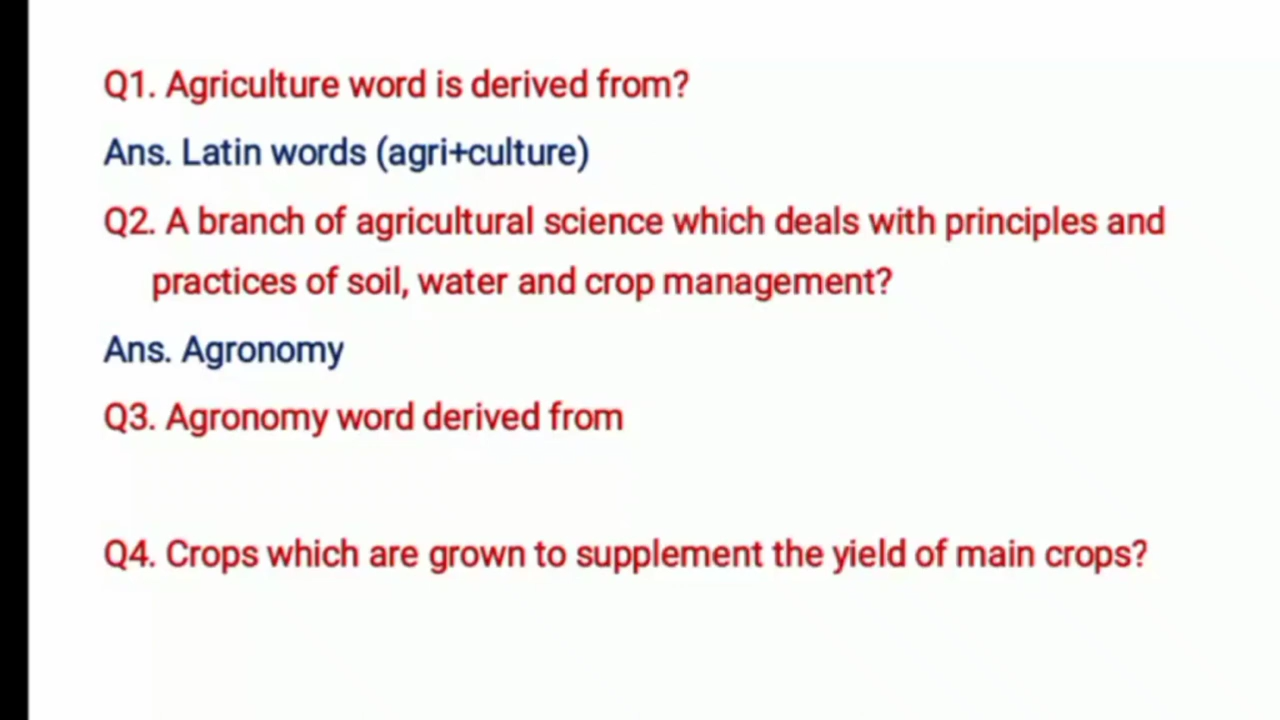 Q1. Agriculture word is derived from?
Ans. Latin words (agri+culture)
Q2. A branch of agricultural science which deals with principles and
practices of soil, water and crop management?
Ans. Agronomy
Q3. Agronomy word derived from
Q4. Crops which are grown to supplement the yield of main crops?